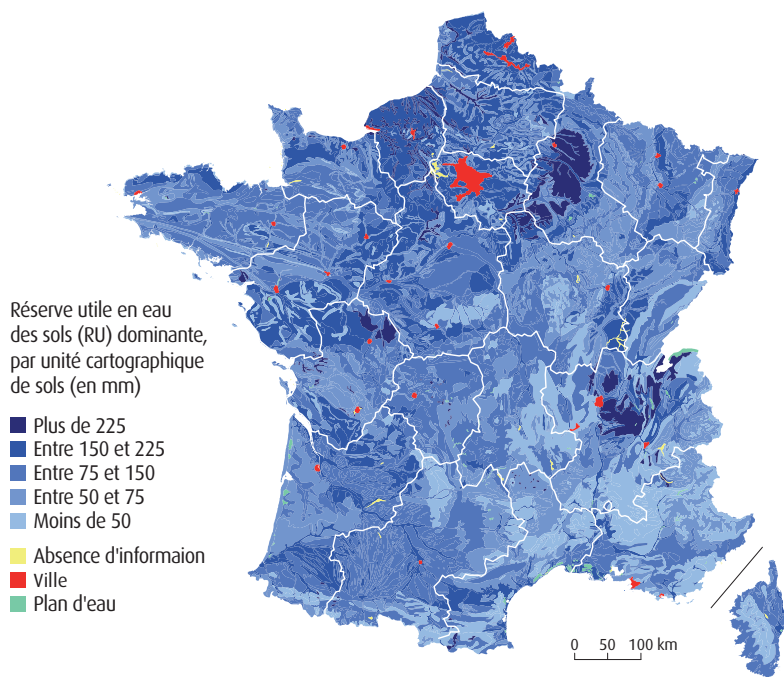 Réserve utile en eau
des sols (RU) dominante,
par unité cartographique
de sols (en mm)
Plus de 225
Entre 150 et 225
Entre 75 et 150
Entre 50 et 75
Moins de 50
Absence d'informaion
Ville
Plan d'eau
0 50 100 km